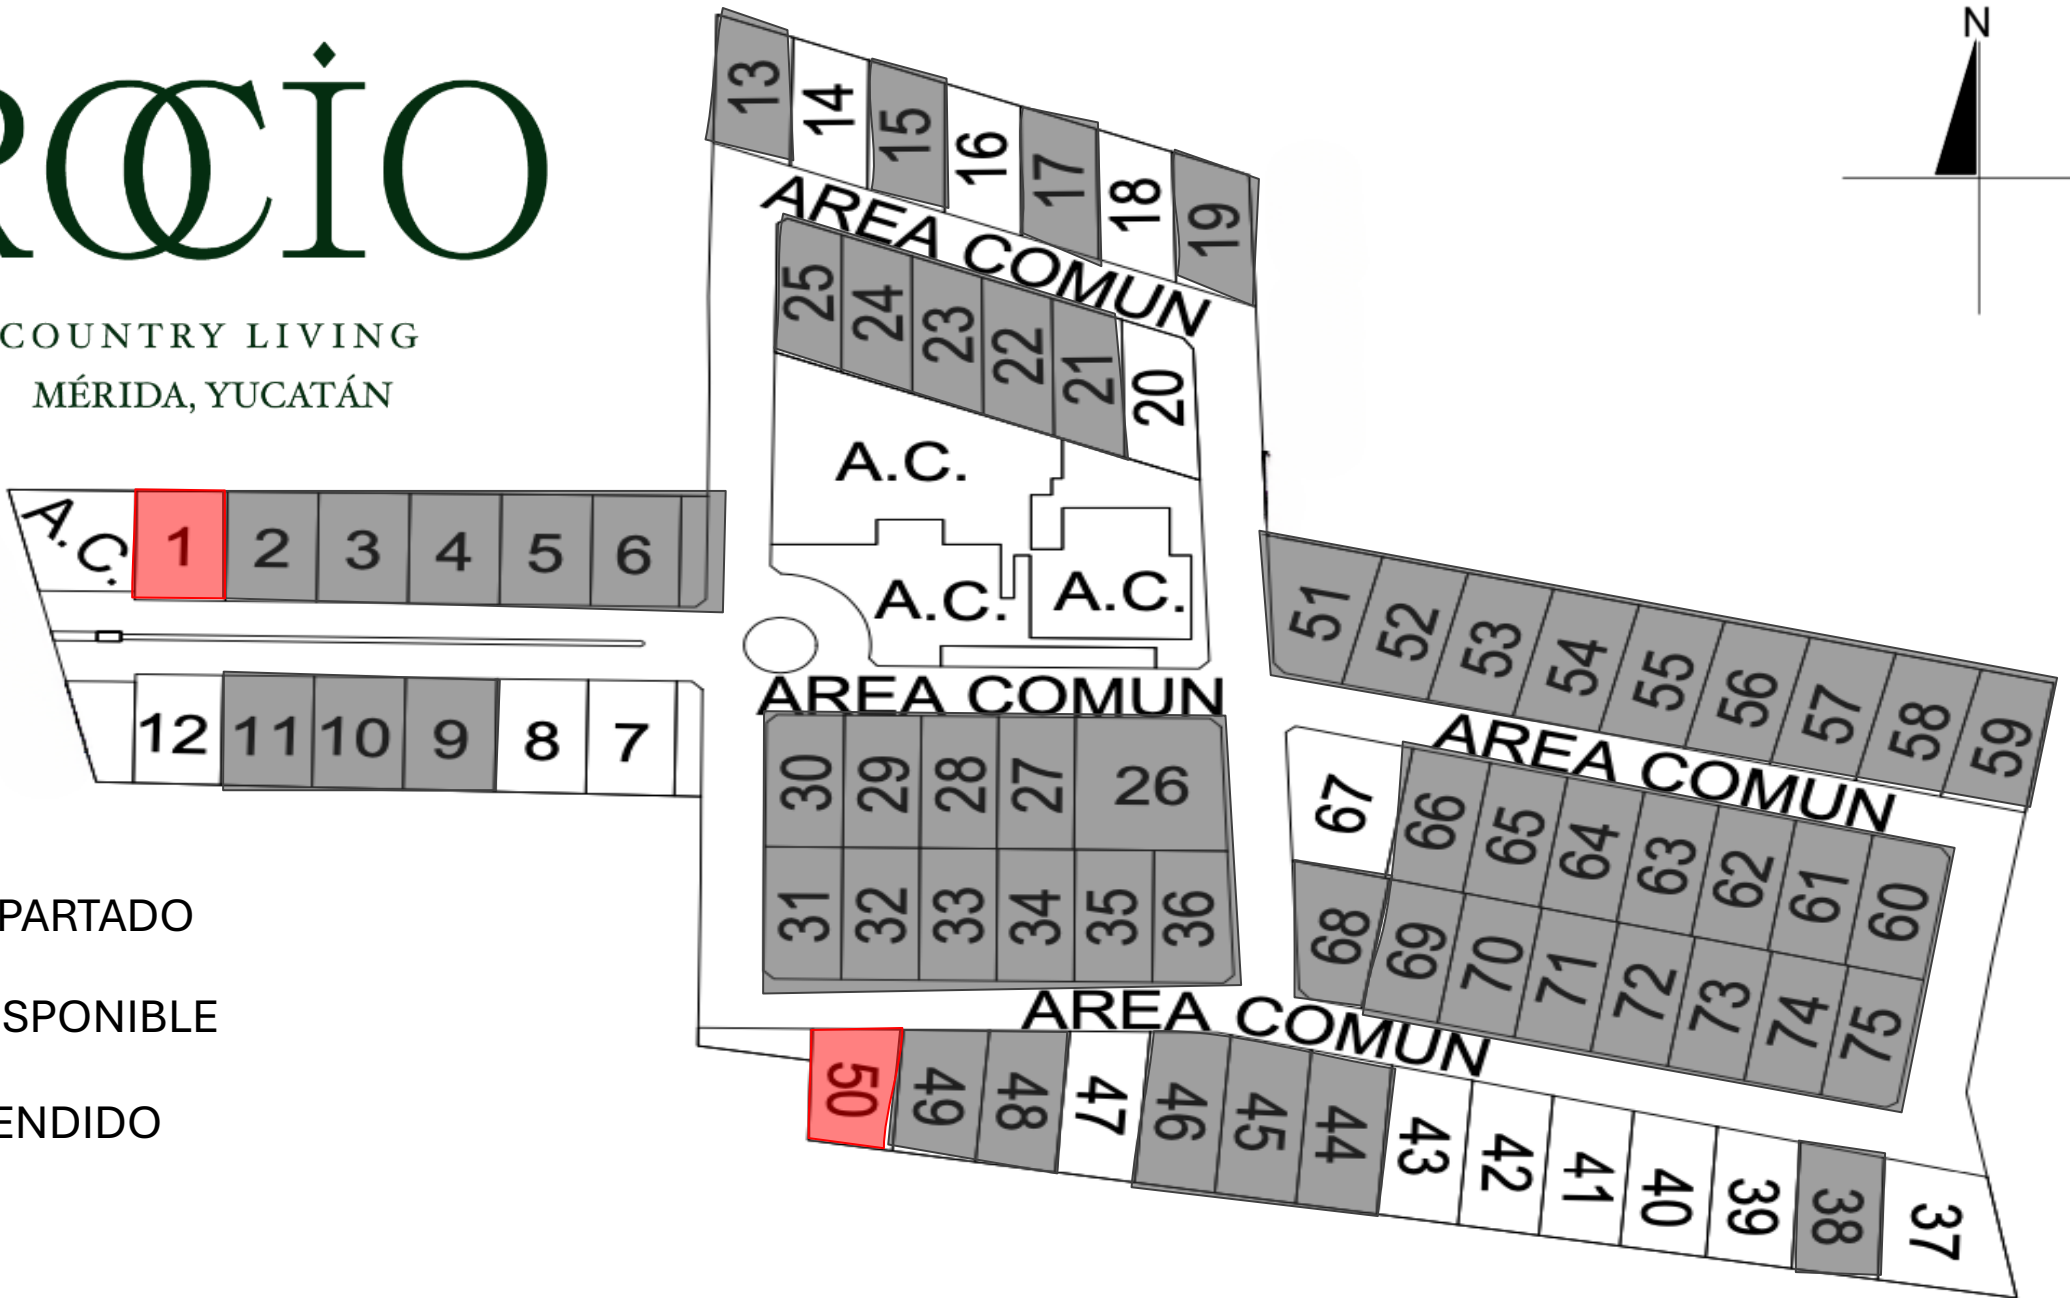 ROCIO
COUNTRY LIVING
MÉRIDA, YUCATÁN
N
13 14 15 16 17 18 19
AREA COMUN
25 24 23 22 21 20
A.C.
A.C. 1 2 3 4 5 6
A.C. A.C.
51 52 53 54 55 56 57 58 59
12 11 10 9 8 7
AREA COMUN
AREA COMUN
30 29 28 27 26
67 66 65 64 63 62 61 60
31 32 33 34 35 36
68 69 70 71 72 73 74 75
PARTADO
SPONIBLE
ENDIDO
AREA COMUN
50 49 48 47 46 45 44 43 42 41 40 39 38 37